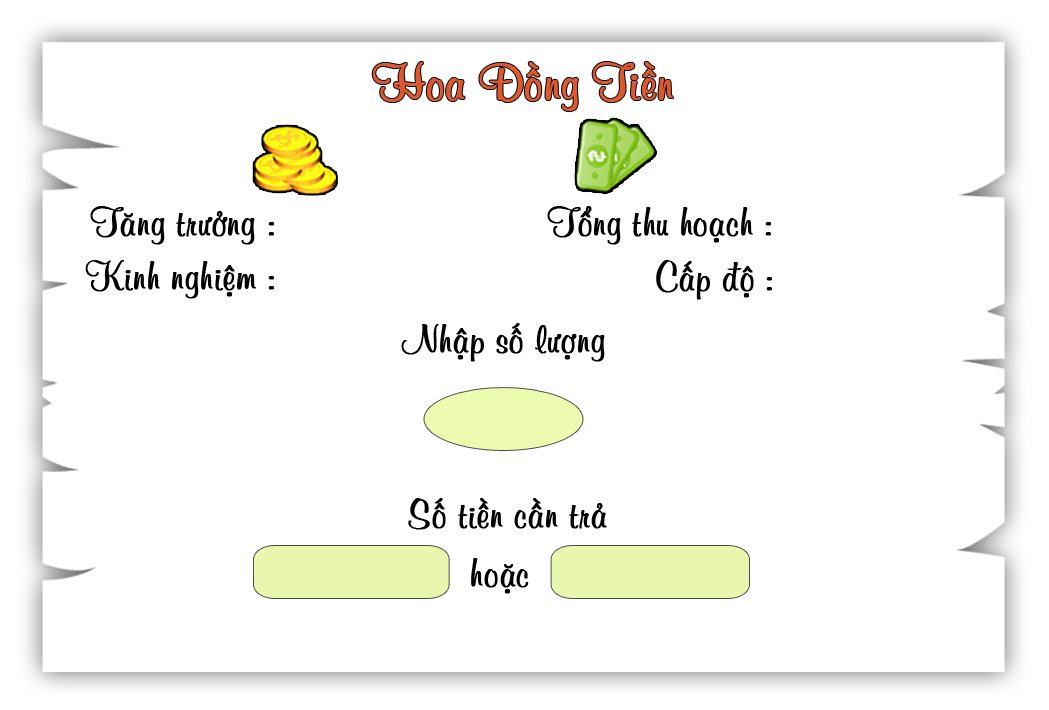 Hoa Đồng Tiền
Tăng trưởng :
Tổng thu hoạch :
Kinh nghiệm :
Cấp độ :
Nhập số lượng
Số tiền cần trả
hoặc